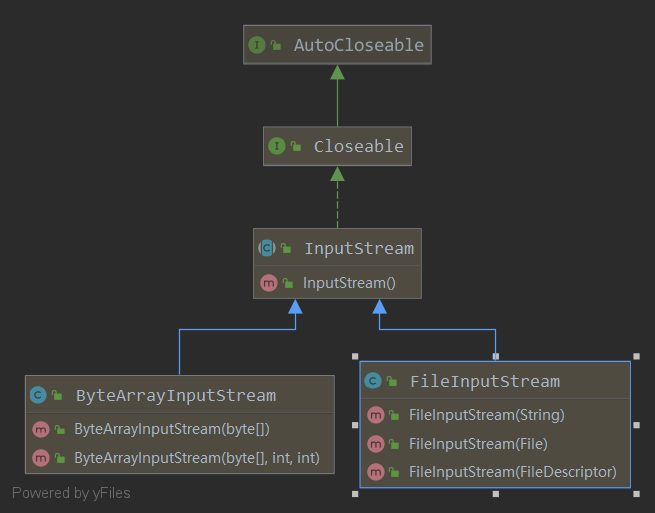 AutoCloseable
Closeable
InputStream
InputStream()
ByteArrayInputStream
ByteArrayInputStream(byte[])
ByteArrayInputStream(byte[], int, int)
FileInputStream
FileInputStream(String)
FileInputStream(File)
FileInputStream(FileDescriptor)
Powered by yFiles